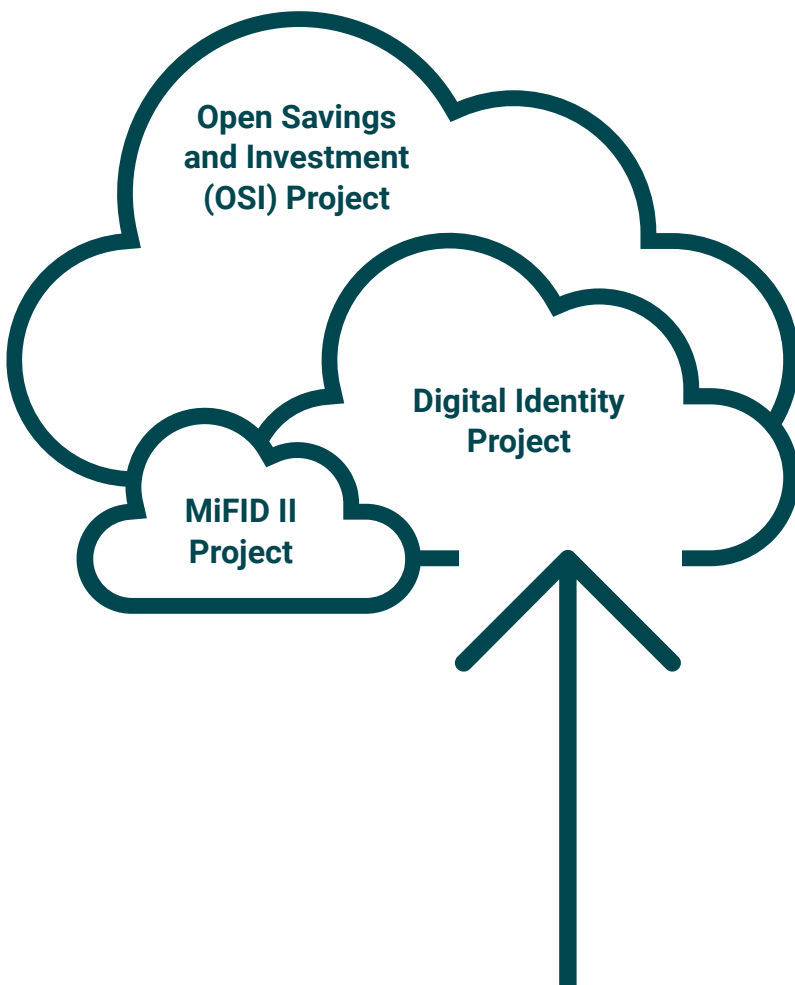 Open Savings
and Investment
(OSI) Project
Digital Identity
Project
MiFID II
Project